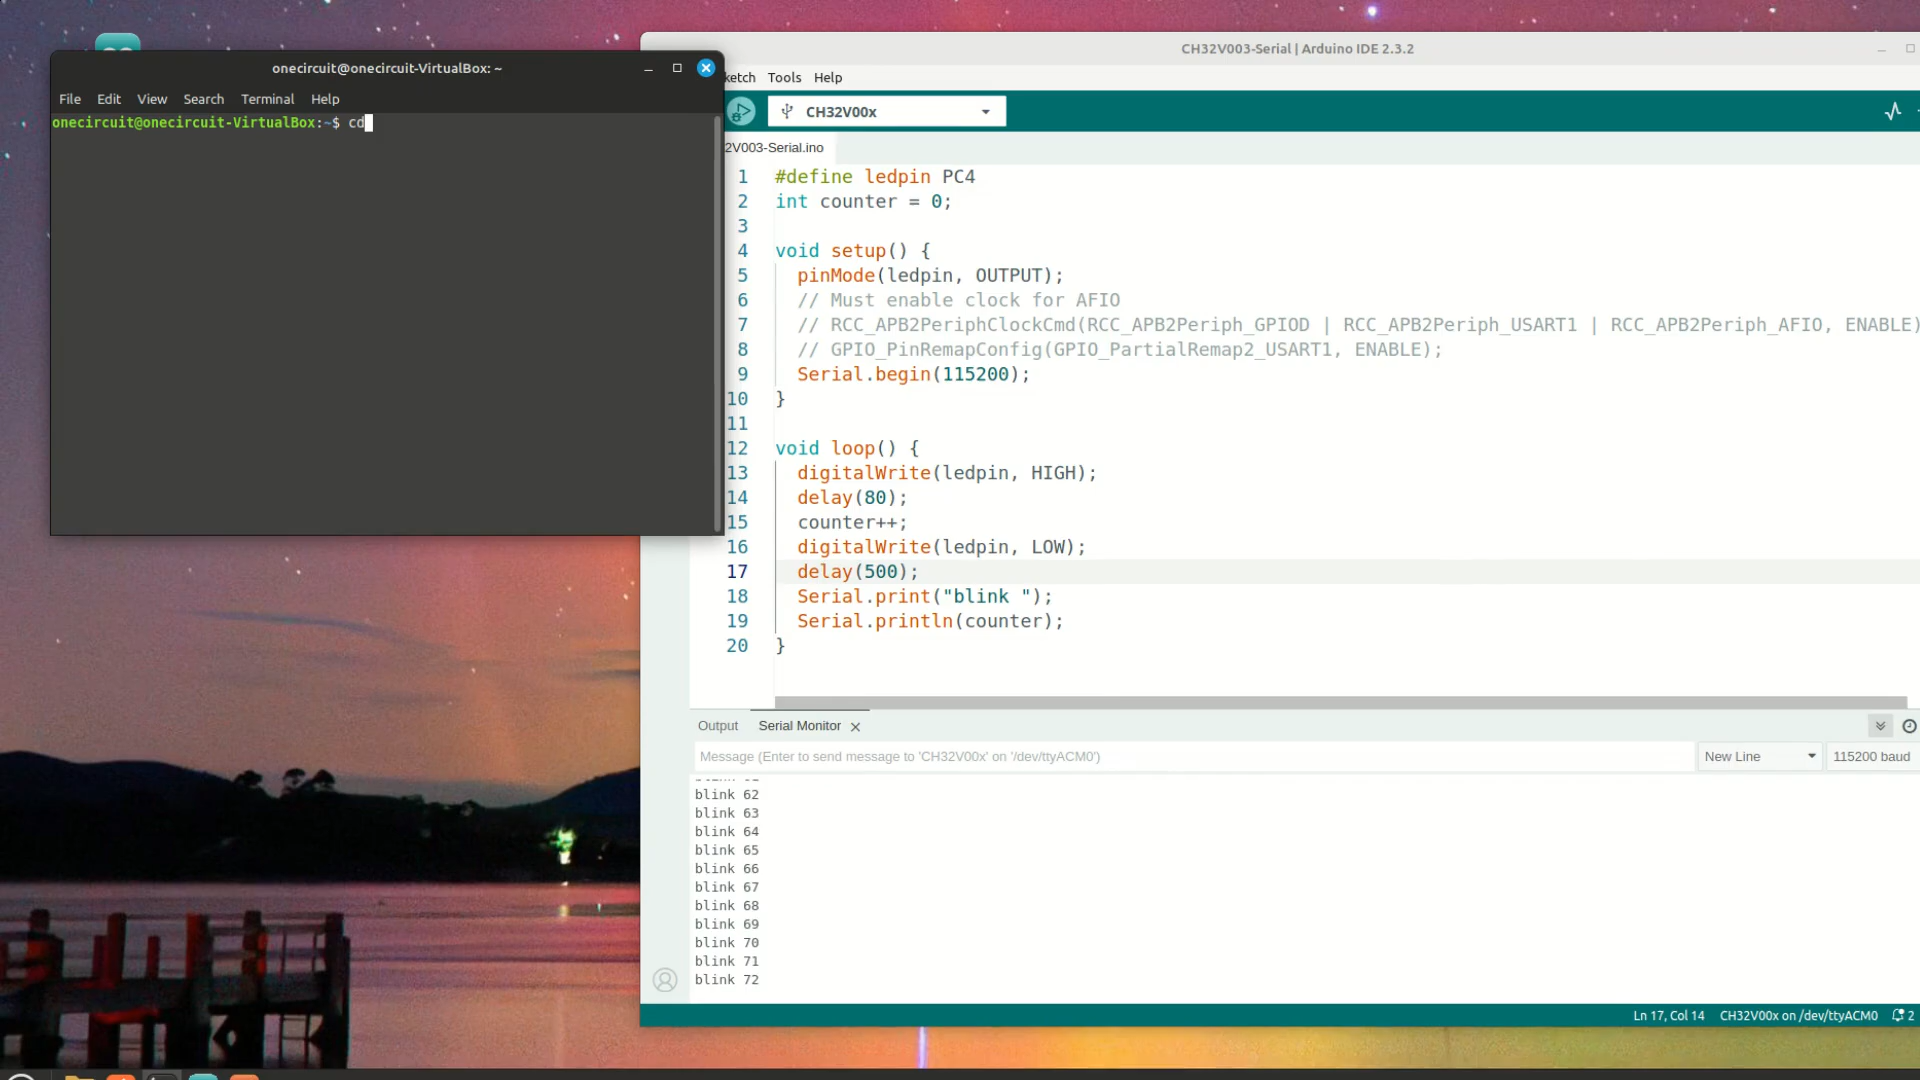 onecircuit@onecircuit-VirtualBox: ~
File Edit View Search Terminal Help
onecircuit@onecircuit-VirtualBox:~$ cd
CH32V003-Serial | Arduino IDE 2.3.2
Tools Help
CH32V00x
2V003-Serial.ino
1 #define ledpin PC4
2 int counter = 0;
3
4 void setup() {
5 pinMode(ledpin, OUTPUT);
6 // Must enable clock for AFIO
7 // RCC_APB2PeriphClockCmd(RCC_APB2Periph_GPIOD | RCC_APB2Periph_USART1 | RCC_APB2Periph_AFIO, ENABLE)
8 // GPIO_PinRemapConfig(GPIO_PartialRemap2_USART1, ENABLE);
9 Serial.begin(115200);
10 }
11
12 void loop() {
13 digitalWrite(ledpin, HIGH);
14 delay(80);
15 counter++;
16 digitalWrite(ledpin, LOW);
17 delay(500);
18 Serial.print("blink ");
19 Serial.println(counter);
20 }
Output Serial Monitor
Message (Enter to send message to 'CH32V00x' on '/dev/ttyACM0')
New Line
115200 baud
blink 62
blink 63
blink 64
blink 65
blink 66
blink 67
blink 68
blink 69
blink 70
blink 71
blink 72
Ln 17, Col 14 CH32V00x on /dev/ttyACM0 2